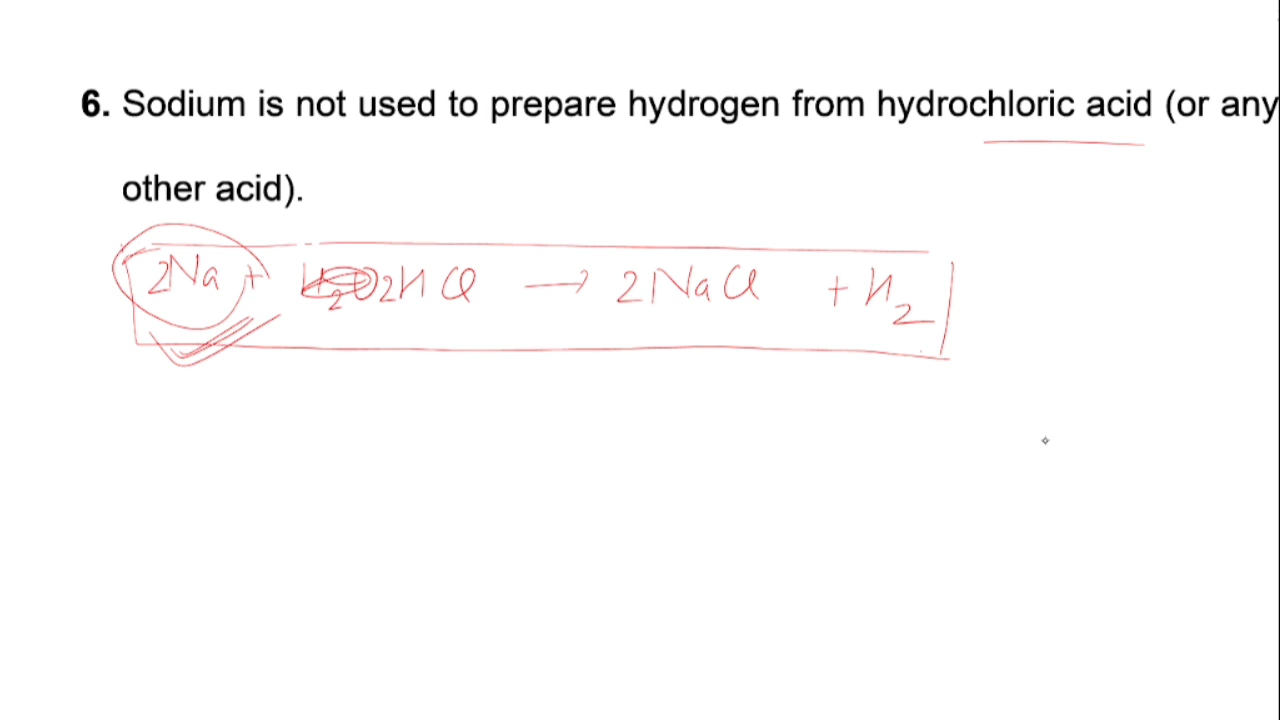 6. Sodium is not used to prepare hydrogen from hydrochloric acid (or any
other acid).
2Na + 2HCl → 2NaCl + H₂